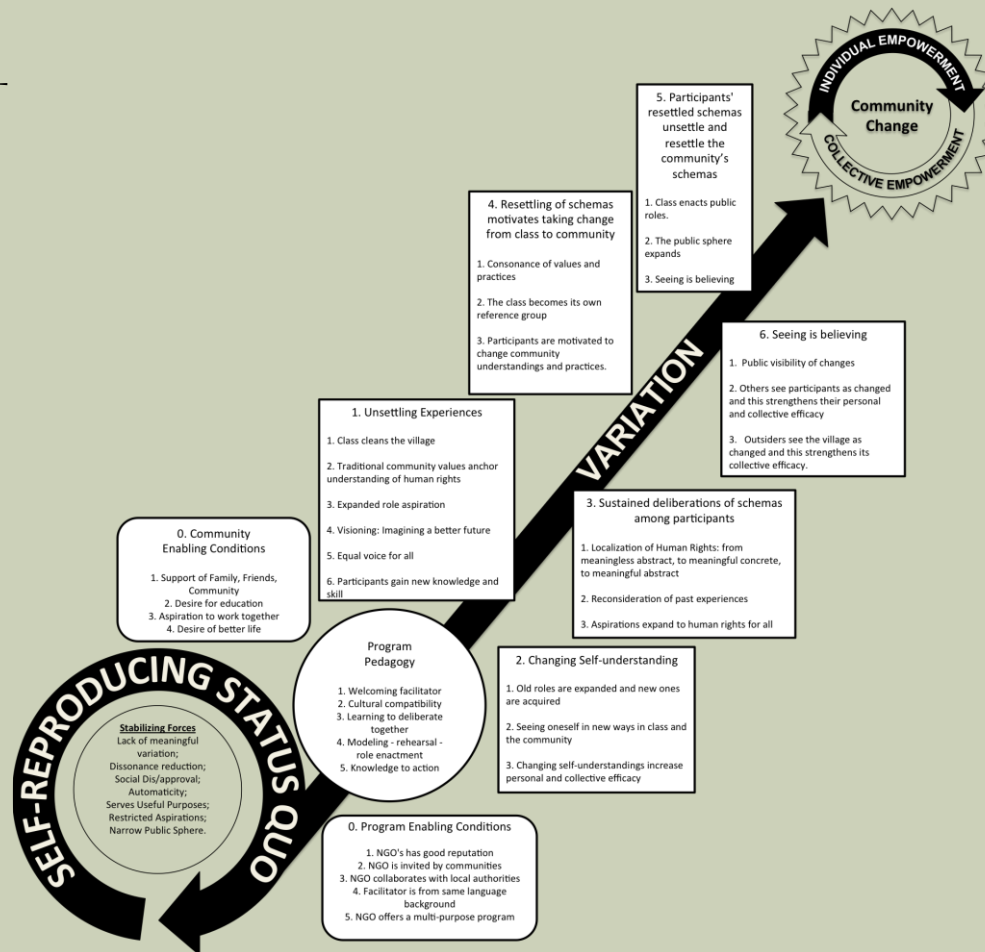 INDIVIDUAL EMPOWERMENT
Community
Change
COLLECTIVE EMPOWERMENT
5. Participants'
resettled schemas
unsettle and
resettle the
community's
schemas
1. Class enacts public
roles.
2. The public sphere
expands
3. Seeing is believing
4. Resettling of schemas
motivates taking change
from class to community
1. Consonance of values and
practices
2. The class becomes its own
reference group
3. Participants are motivated to
change community
understandings and practices.
VARIATION
6. Seeing is believing
1. Public visibility of changes
2. Others see participants as changed
and this strengthens their personal
and collective efficacy
3. Outsiders see the village as
changed and this strengthens its
collective efficacy.
1. Unsettling Experiences
1. Class cleans the village
2. Traditional community values anchor
understanding of human rights
3. Expanded role aspiration
4. Visioning: Imagining a better future
5. Equal voice for all
6. Participants gain new knowledge and
skill
3. Sustained deliberations of schemas
among participants
1. Localization of Human Rights: from
meaningless abstract, to meaningful concrete,
to meaningful abstract
2. Reconsideration of past experiences
3. Aspirations expand to human rights for all
0. Community
Enabling Conditions
1. Support of Family, Friends,
Community
2. Desire for education
3. Aspiration to work together
4. Desire of better life
Program
Pedagogy
1. Welcoming facilitator
2. Cultural compatibility
3. Learning to deliberate
together
4. Modeling - rehearsal -
role enactment
5. Knowledge to action
2. Changing Self-understanding
1. Old roles are expanded and new ones
are acquired
2. Seeing oneself in new ways in class and
the community
3. Changing self-understandings increase
personal and collective efficacy
SELF-REPRODUCING STATUS QUO
Stabilizing Forces
Lack of meaningful
variation;
Dissonance reduction;
Social Dis/approval;
Automaticity;
Serves Useful Purposes;
Restricted Aspirations;
Narrow Public Sphere.
0. Program Enabling Conditions
1. NGO's has good reputation
2. NGO is invited by communities
3. NGO collaborates with local authorities
4. Facilitator is from same language
background
5. NGO offers a multi-purpose program